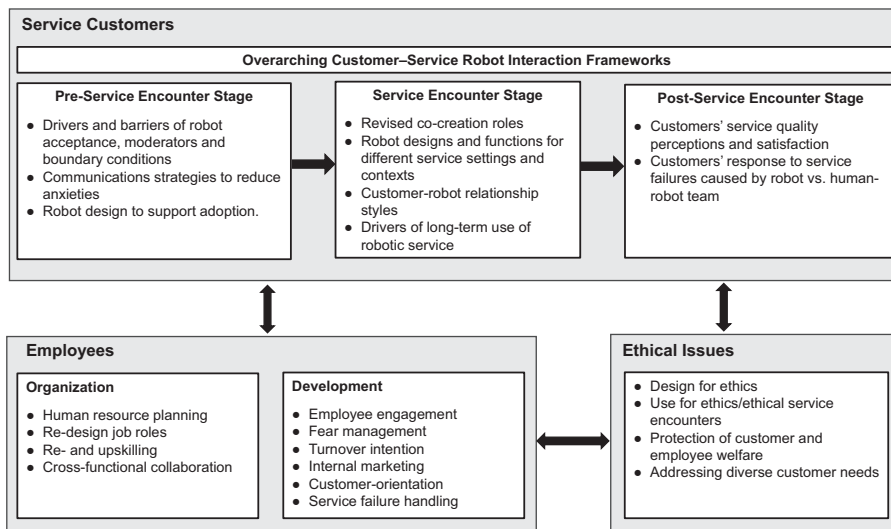 Service Customers
Overarching Customer–Service Robot Interaction Frameworks
Pre-Service Encounter Stage
● Drivers and barriers of robot
acceptance, moderators and
boundary conditions
● Communications strategies to reduce
anxieties
● Robot design to support adoption.
Service Encounter Stage
● Revised co-creation roles
● Robot designs and functions for
different service settings and
contexts
● Customer-robot relationship
styles
● Drivers of long-term use of
robotic service
Post-Service Encounter Stage
● Customers' service quality
perceptions and satisfaction
● Customers' response to service
failures caused by robot vs. human-
robot team
Employees
Organization
● Human resource planning
● Re-design job roles
● Re- and upskilling
● Cross-functional collaboration
Development
● Employee engagement
● Fear management
● Turnover intention
● Internal marketing
● Customer-orientation
● Service failure handling
Ethical Issues
● Design for ethics
● Use for ethics/ethical service
encounters
● Protection of customer and
employee welfare
● Addressing diverse customer needs